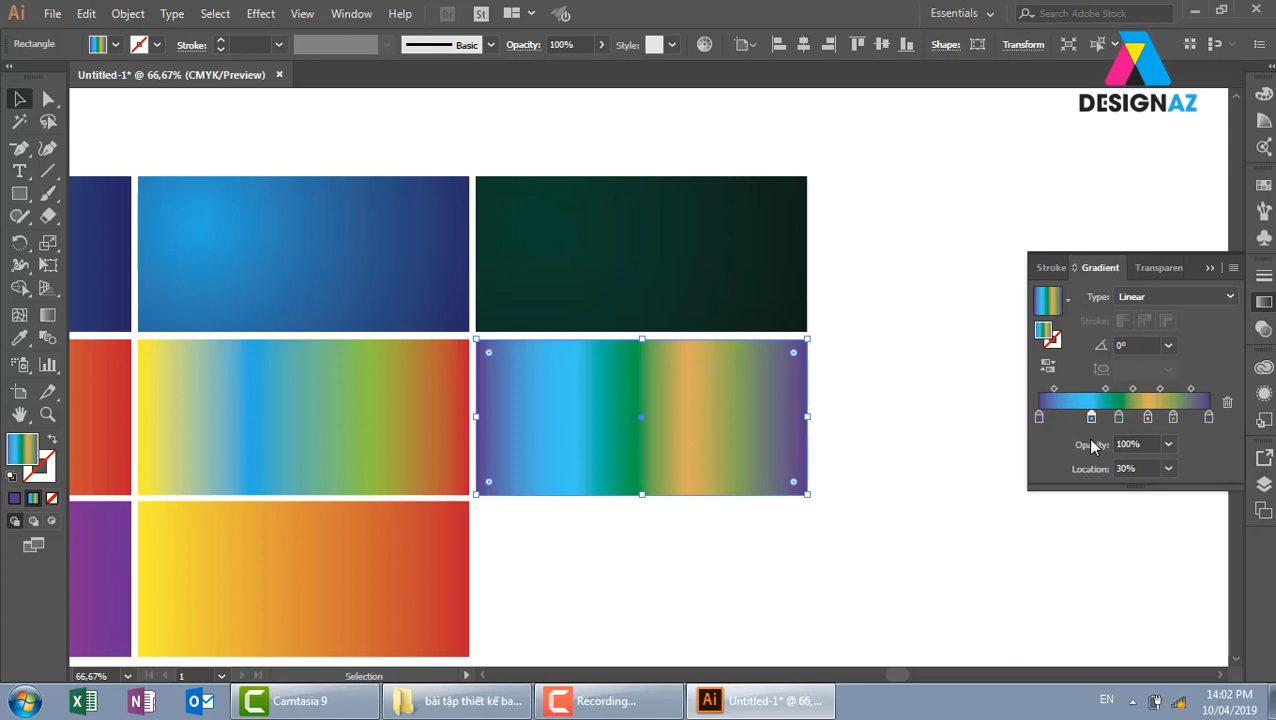 Ai File Edit Object Type Select Effect View Window Help Br St Essentials Search Adobe Stock
Rectangle Stroke: Basic Opacity: 100% Style: Shape: Transform
Untitled-1* @ 66,67% (CMYK/Preview)
DESIGNAZ
Stroke Gradient Transparen
Type: Linear
Stroke:
0°
Opacity: 100%
Location: 30%
66,67% 1 Selection
Camtasia 9 bài tập thiết kế ba... Recording... Untitled-1* @ 66,... EN 14:02 PM
10/04/2019